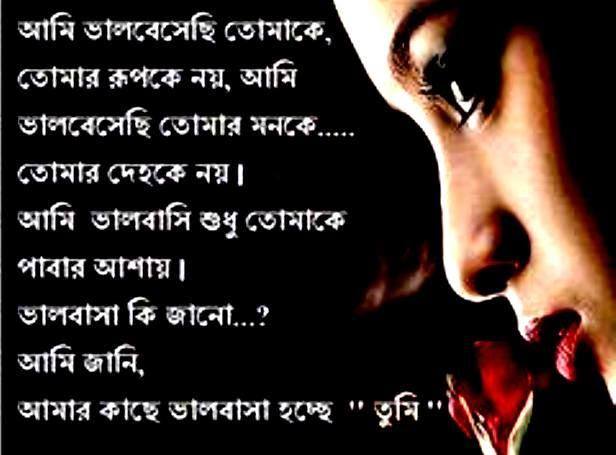 আমি ভালবেসেছি তোমাকে,
তোমার রূপকে নয়, আমি
ভালবেসেছি তোমার মনকে.....
তোমার দেহকে নয়।
আমি ভালবাসি শুধু তোমাকে
পাবার আশায়।
ভালবাসা কি জানো...?
আমি জানি,
আমার কাছে ভালবাসা হচ্ছে " তুমি "